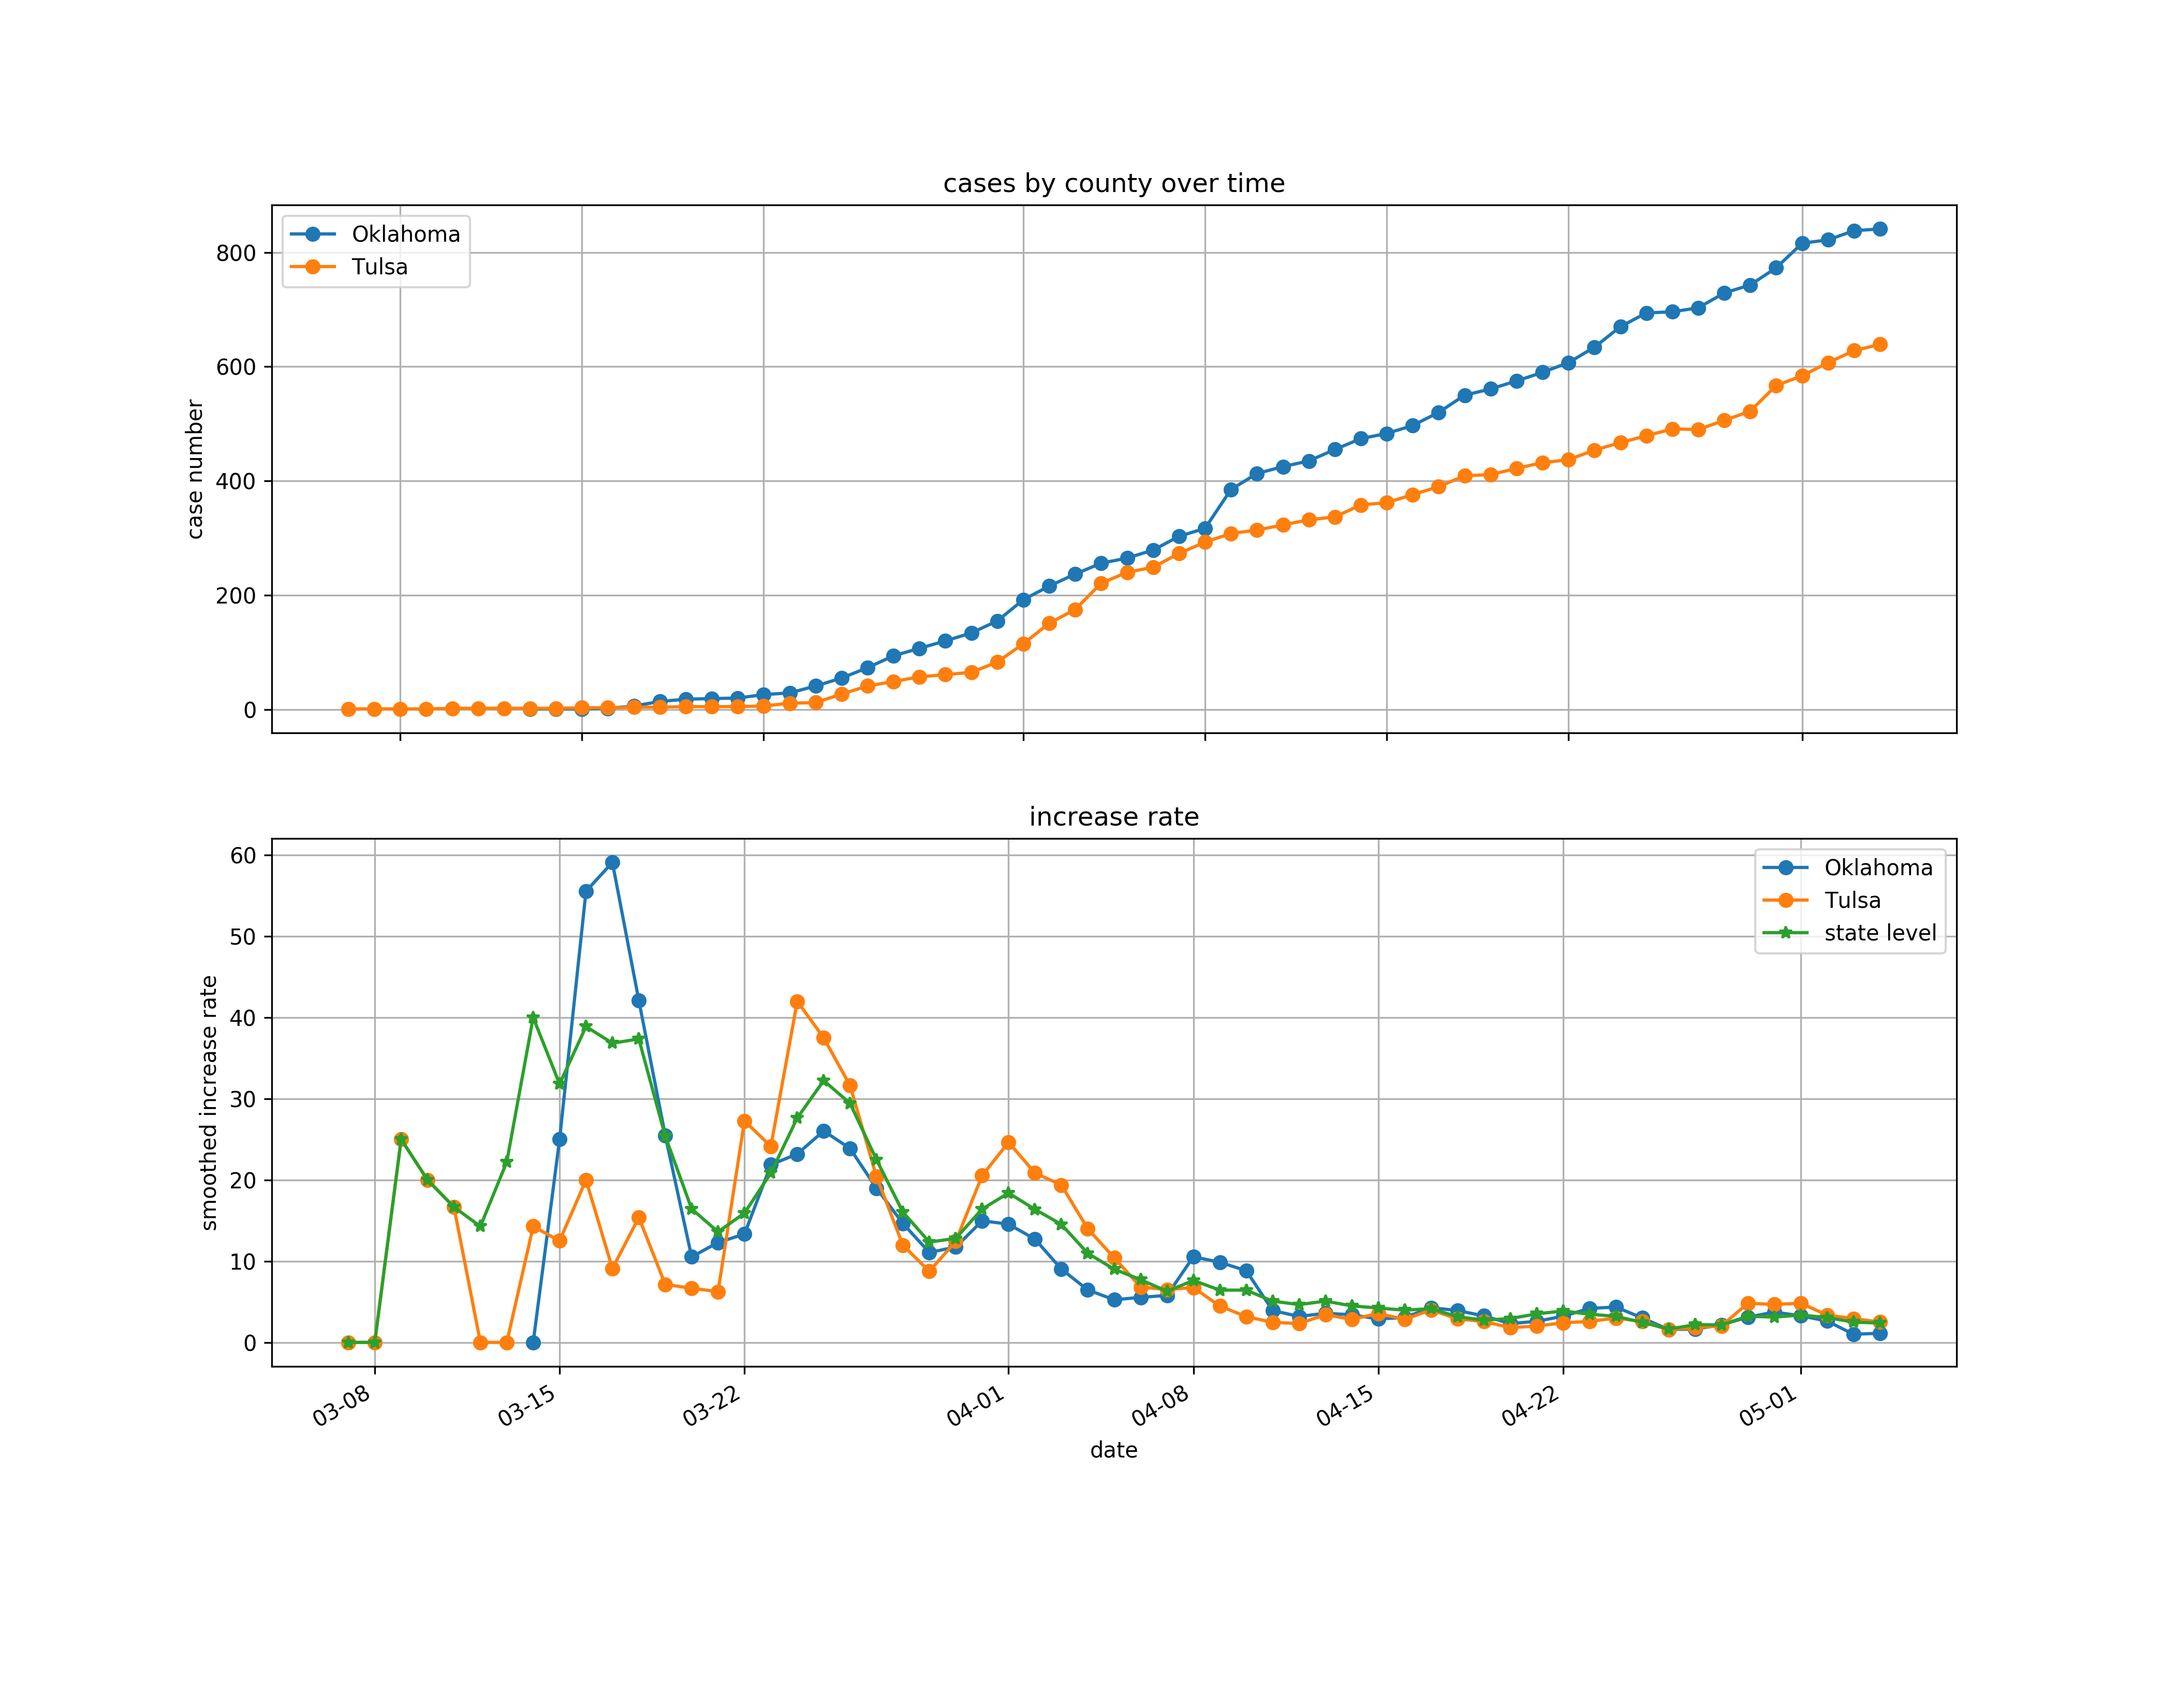 cases by county over time
Oklahoma
Tulsa
800
600
400
200
0
case number
increase rate
Oklahoma
Tulsa
state level
60
50
40
30
20
10
0
smoothed increase rate
03-08
03-15
03-22
04-01
04-08
04-15
04-22
05-01
date